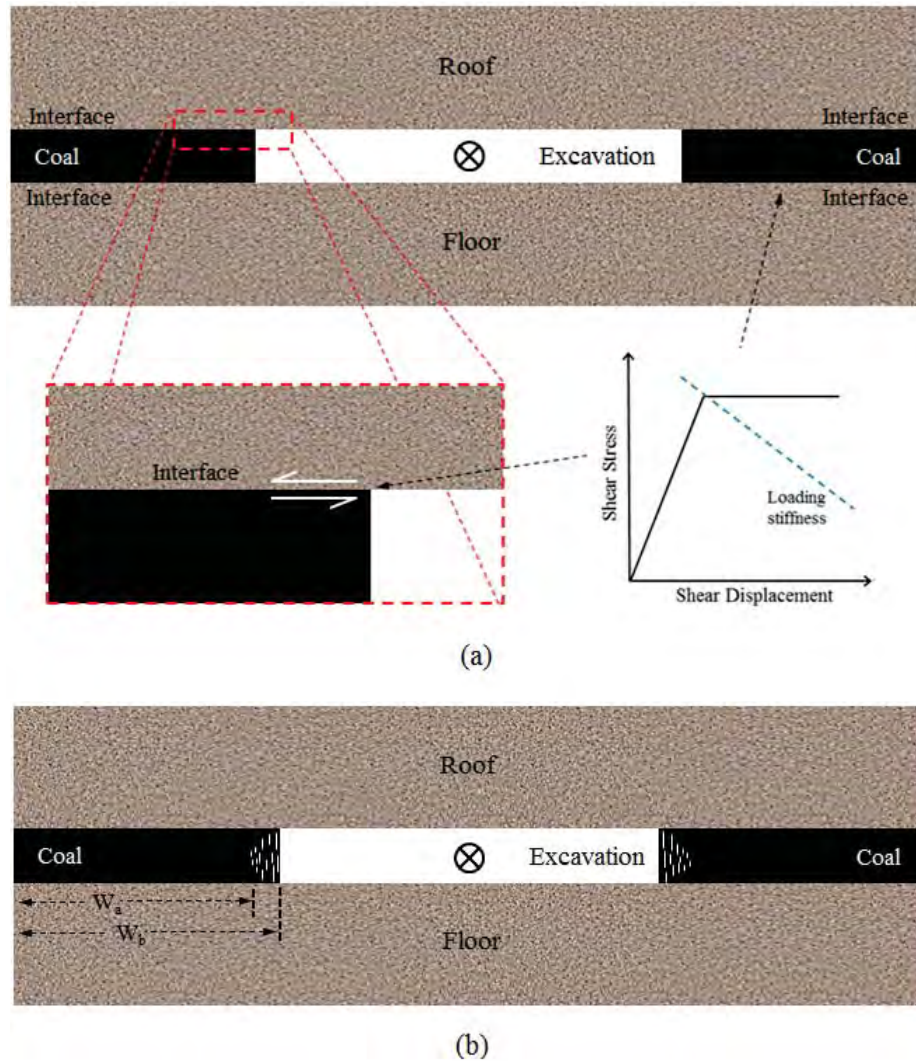 Roof
Interface
Interface
Coal
Excavation
Coal
Interface
Interface
Floor
Interface
Shear Stress
Loading
stiffness
Shear Displacement
(a)
Roof
Coal
Excavation
Coal
Wa
Wb
Floor
(b)